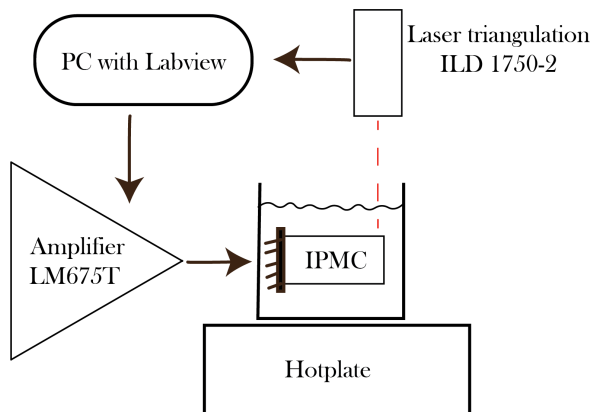 PC with Labview
Laser triangulation
ILD 1750-2
Amplifier
LM675T
IPMC
Hotplate